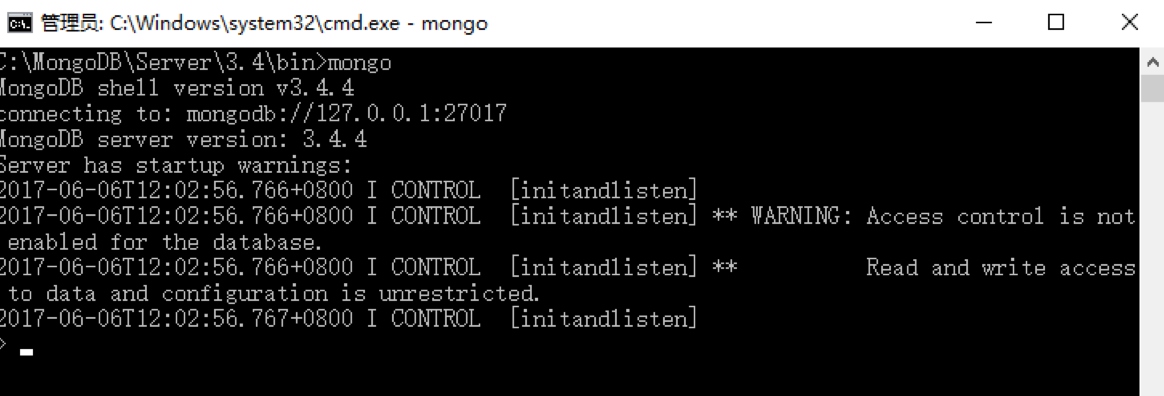 管理员: C:\Windows\system32\cmd.exe - mongo
C:\MongoDB\Server\3.4\bin>mongo
MongoDB shell version v3.4.4
connecting to: mongodb://127.0.0.1:27017
MongoDB server version: 3.4.4
Server has startup warnings:
2017-06-06T12:02:56.766+0800 I CONTROL  [initandlisten]
2017-06-06T12:02:56.766+0800 I CONTROL  [initandlisten] ** WARNING: Access control is not
 enabled for the database.
2017-06-06T12:02:56.766+0800 I CONTROL  [initandlisten] **          Read and write access
 to data and configuration is unrestricted.
2017-06-06T12:02:56.767+0800 I CONTROL  [initandlisten]
>